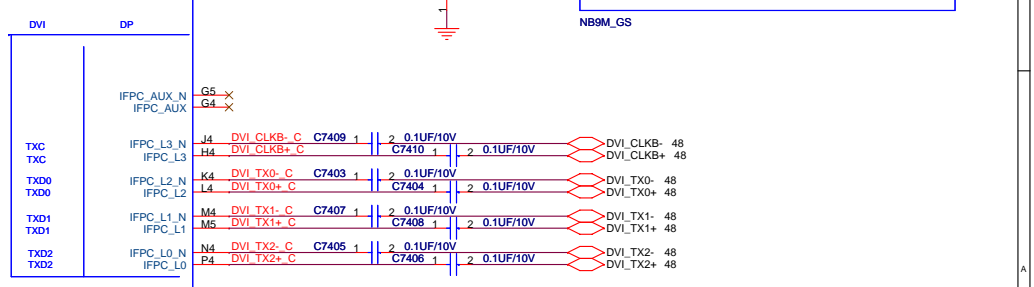 1
NB9M_GS
DVI DP
IFPC_AUX_N G5
IFPC_AUX G4
TXC IFPC_L3_N J4 DVI_CLKB-_C C7409 1 2 0.1UF/10V DVI_CLKB- 48
TXC IFPC_L3 H4 DVI_CLKB+_C C7410 1 2 0.1UF/10V DVI_CLKB+ 48
TXD0 IFPC_L2_N K4 DVI_TX0-_C C7403 1 2 0.1UF/10V DVI_TX0- 48
TXD0 IFPC_L2 L4 DVI_TX0+_C C7404 1 2 0.1UF/10V DVI_TX0+ 48
TXD1 IFPC_L1_N M4 DVI_TX1-_C C7407 1 2 0.1UF/10V DVI_TX1- 48
TXD1 IFPC_L1 M5 DVI_TX1+_C C7408 1 2 0.1UF/10V DVI_TX1+ 48
TXD2 IFPC_L0_N N4 DVI_TX2-_C C7405 1 2 0.1UF/10V DVI_TX2- 48
TXD2 IFPC_L0 P4 DVI_TX2+_C C7406 1 2 0.1UF/10V DVI_TX2+ 48
A